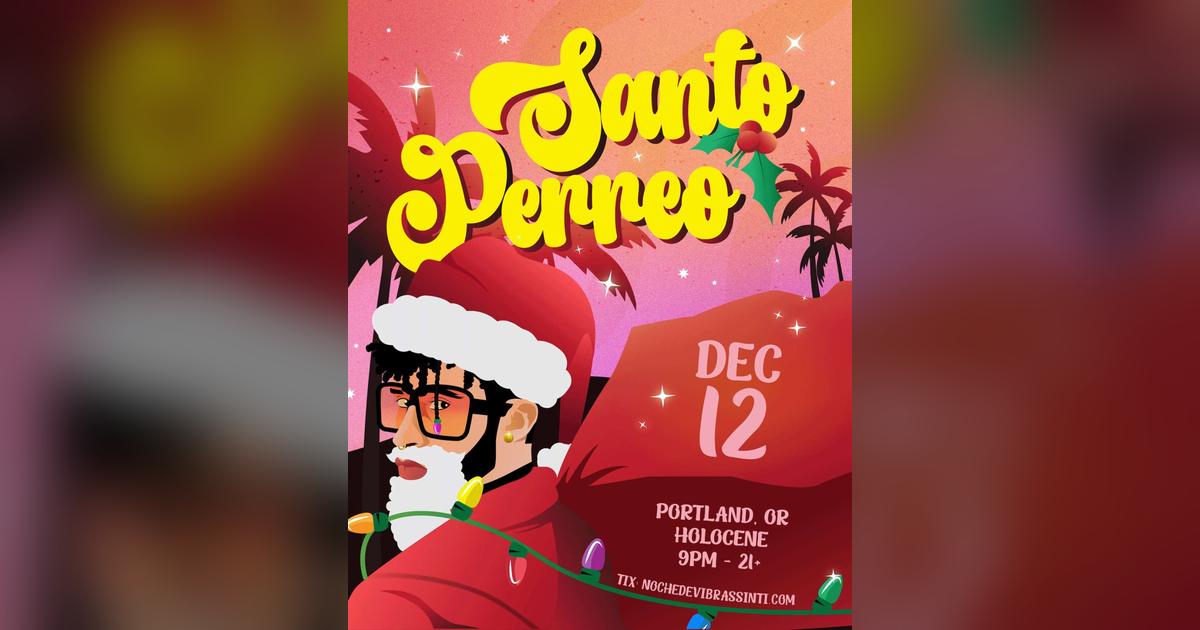 Santo
Perreo
DEC
12
PORTLAND, OR
HOLOCENE
9PM - 21+
TIX: NOCHEDEVIBRASSINTI.COM